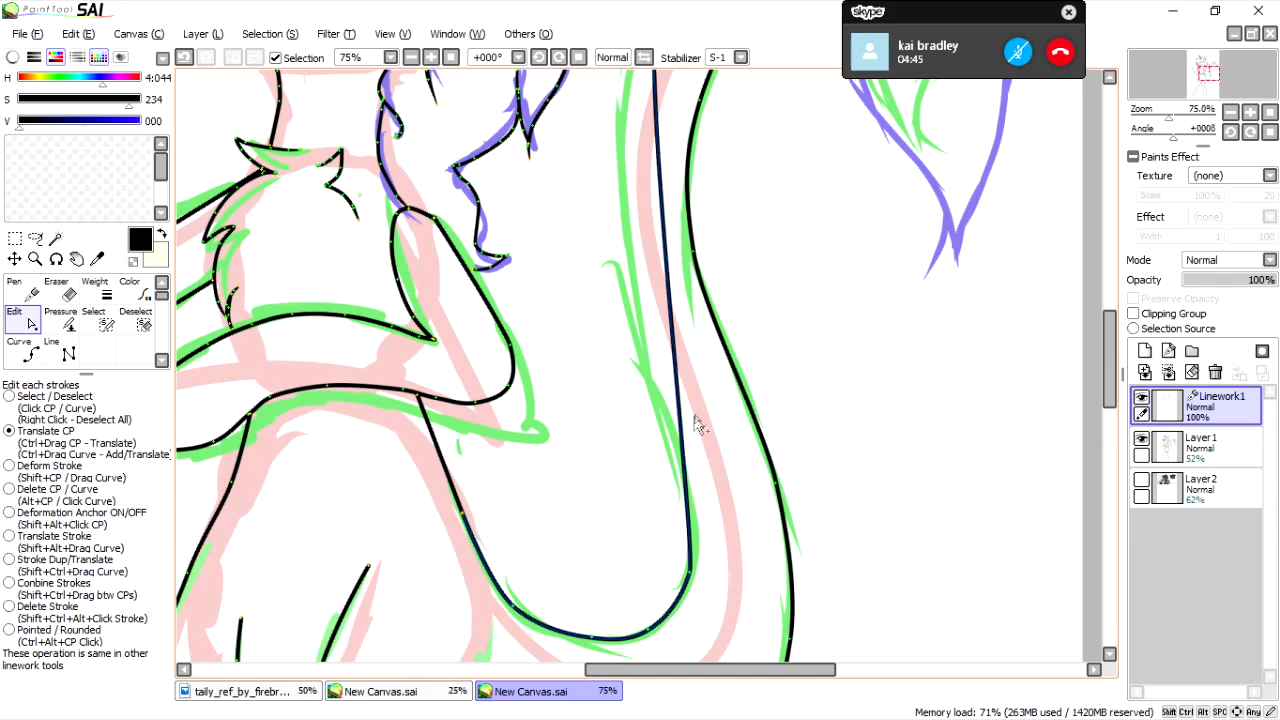 PaintTool SAI
File (F) Edit (E) Canvas (C) Layer (L) Selection (S) Filter (T) View (V) Window (W) Others (O)
skype
kai bradley
04:45
Selection 75% +000° Normal Stabilizer S-1
H 4:044
S 234
V 000
Pen Eraser Weight Color
Edit Pressure Select Deselect
Curve Line
Edit each strokes
Select / Deselect
(Click CP / Curve)
(Right Click - Deselect All)
Translate CP
(Ctrl+Drag CP - Translate)
(Ctrl+Drag Curve - Add/Translate
Deform Stroke
(Shift+CP / Drag Curve)
Delete CP / Curve
(Alt+CP / Click Curve)
Deformation Anchor ON/OFF
(Shift+Alt+Click CP)
Translate Stroke
(Shift+Alt+Drag Curve)
Stroke Dup/Translate
(Shift+Ctrl+Drag Curve)
Combine Strokes
(Shift+Ctrl+Drag btw CPs)
Delete Stroke
(Shift+Ctrl+Alt+Click Stroke)
Pointed / Rounded
(Ctrl+Alt+CP Click)
These operation is same in other
linework tools
Zoom 75.0%
Angle +000ß
Paints Effect
Texture (none)
Scale 100% 20
Effect (none)
Width 1 100
Mode Normal
Opacity 100%
Preserve Opacity
Clipping Group
Selection Source
Linework1
Normal
100%
Layer1
Normal
52%
Layer2
Normal
62%
taily_ref_by_firebr... 50% New Canvas.sai 25% New Canvas.sai 75%
Memory load: 71% (263MB used / 1420MB reserved) Shift Ctrl Alt SPC Any